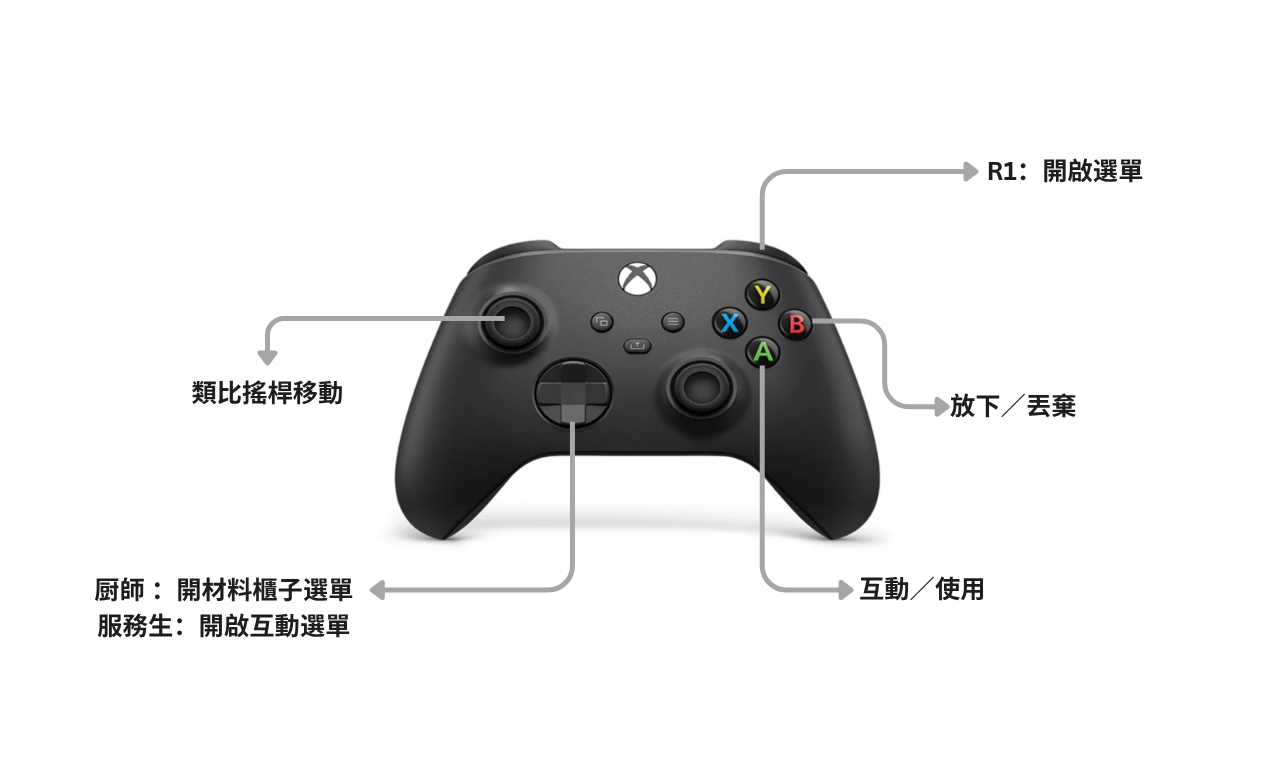 R1：開啟選單
Y
X
B
A
類比搖桿移動
放下／丟棄
厨師：開材料櫃子選單
互動／使用
服務生：開啟互動選單